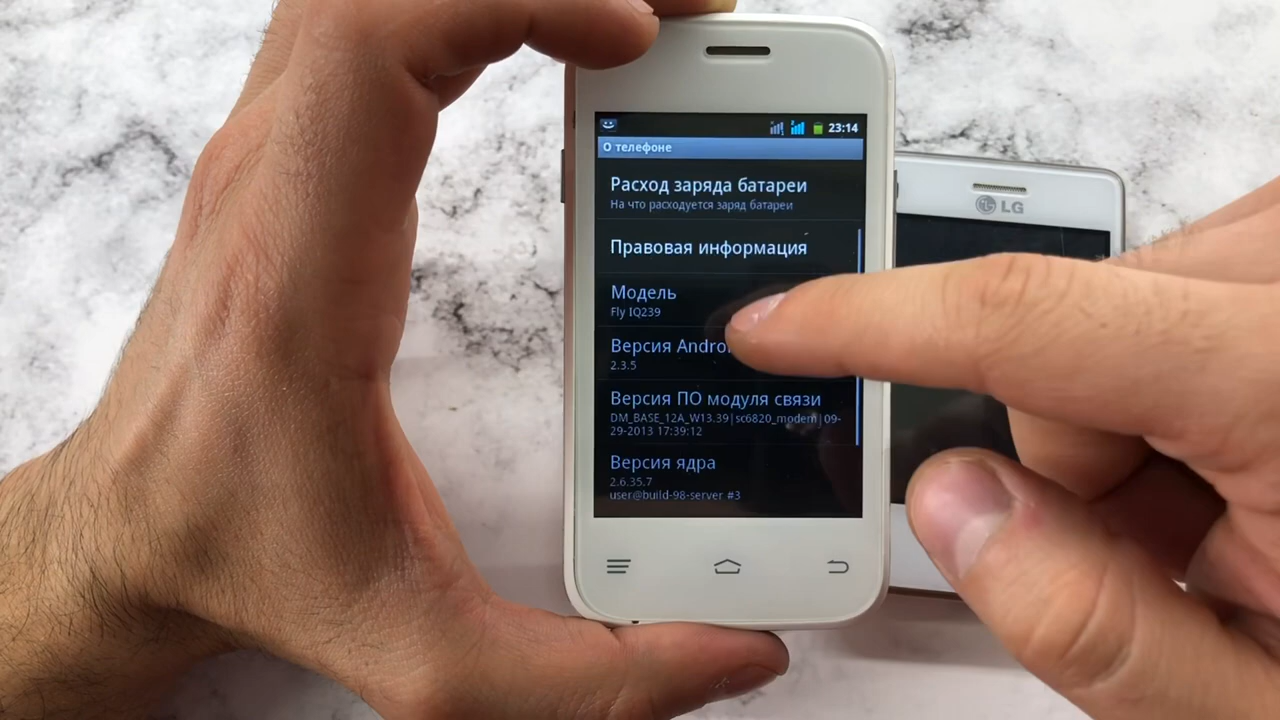 23:14
О телефоне
Расход заряда батареи
На что расходуется заряд батареи
Правовая информация
Модель
Fly IQ239
Версия Andro
2.3.5
Версия ПО модуля связи
DM_BASE_12A_W13.39|sc6820_modem|09-
29-2013 17:39:12
Версия ядра
2.6.35.7
user@build-98-server #3
LG